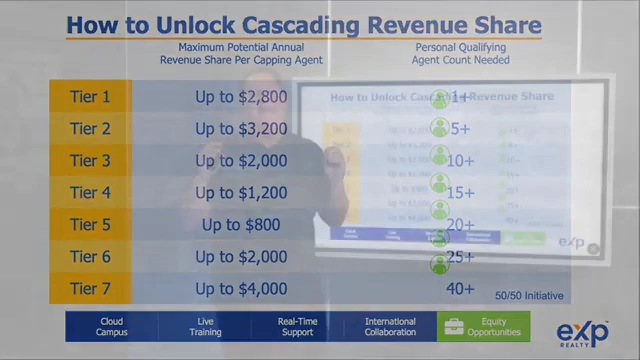 How to Unlock Cascading Revenue Share
Maximum Potential Annual
Revenue Share Per Capping Agent
Personal Qualifying
Agent Count Needed
Tier 1 Up to $2,800 1+
Tier 2 Up to $3,200 5+
Tier 3 Up to $2,000 10+
Tier 4 Up to $1,200 15+
Tier 5 Up to $800 20+
Tier 6 Up to $2,000 25+
Tier 7 Up to $4,000 40+
50/50 Initiative
Cloud
Campus
Live
Training
Real-Time
Support
International
Collaboration
Equity
Opportunities
eXp
REALTY
How to Unlock Cascading Revenue Share
eXp